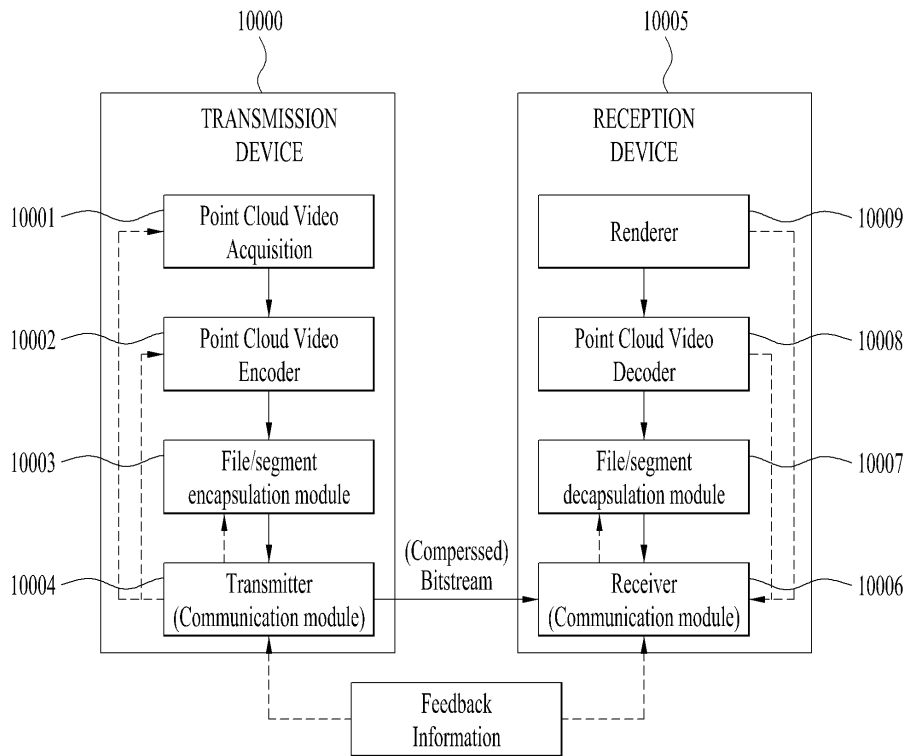 10000
10005
TRANSMISSION
DEVICE
RECEPTION
DEVICE
10001
Point Cloud Video
Acquisition
Renderer
10009
10002
Point Cloud Video
Encoder
Point Cloud Video
Decoder
10008
10003
File/segment
encapsulation module
File/segment
decapsulation module
10007
(Comperssed)
Bitstream
10004
Transmitter
(Communication module)
Receiver
(Communication module)
10006
Feedback
Information